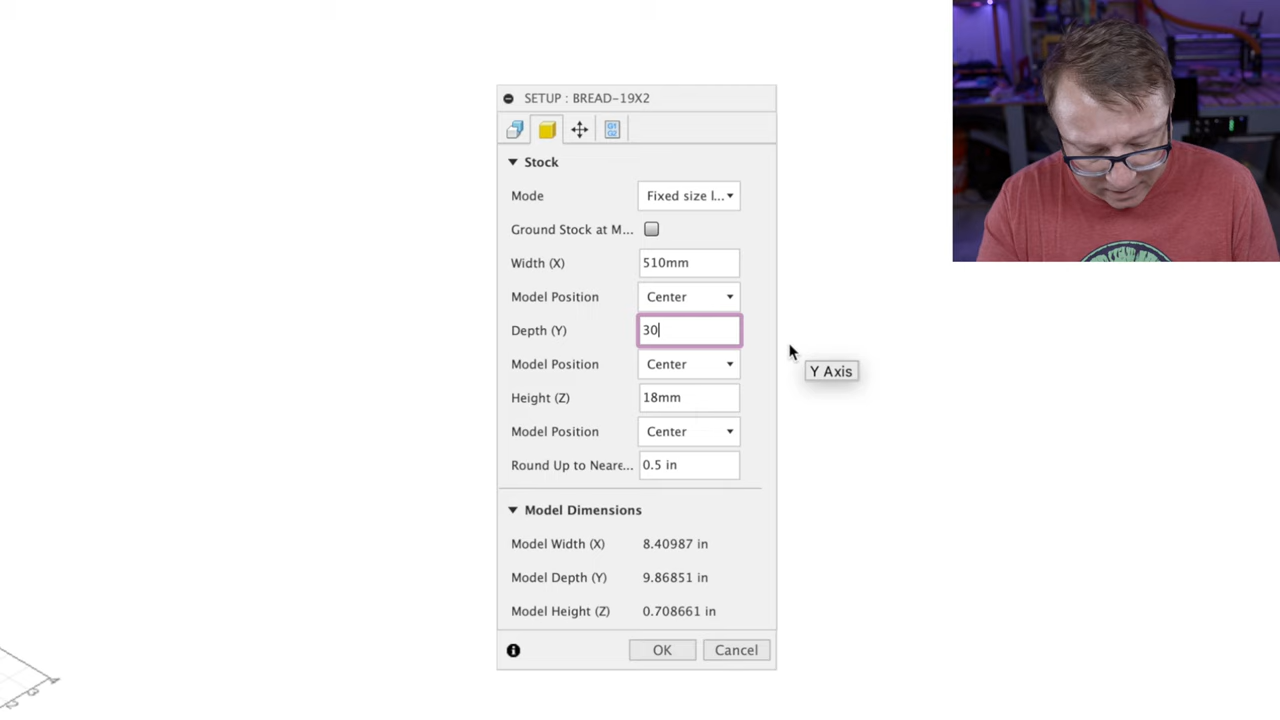 SETUP : BREAD-19X2
G1
G2
Stock
Mode Fixed size l...
Ground Stock at M...
Width (X) 510mm
Model Position Center
Depth (Y) 30
Y Axis
Model Position Center
Height (Z) 18mm
Model Position Center
Round Up to Neare... 0.5 in
Model Dimensions
Model Width (X) 8.40987 in
Model Depth (Y) 9.86851 in
Model Height (Z) 0.708661 in
OK Cancel